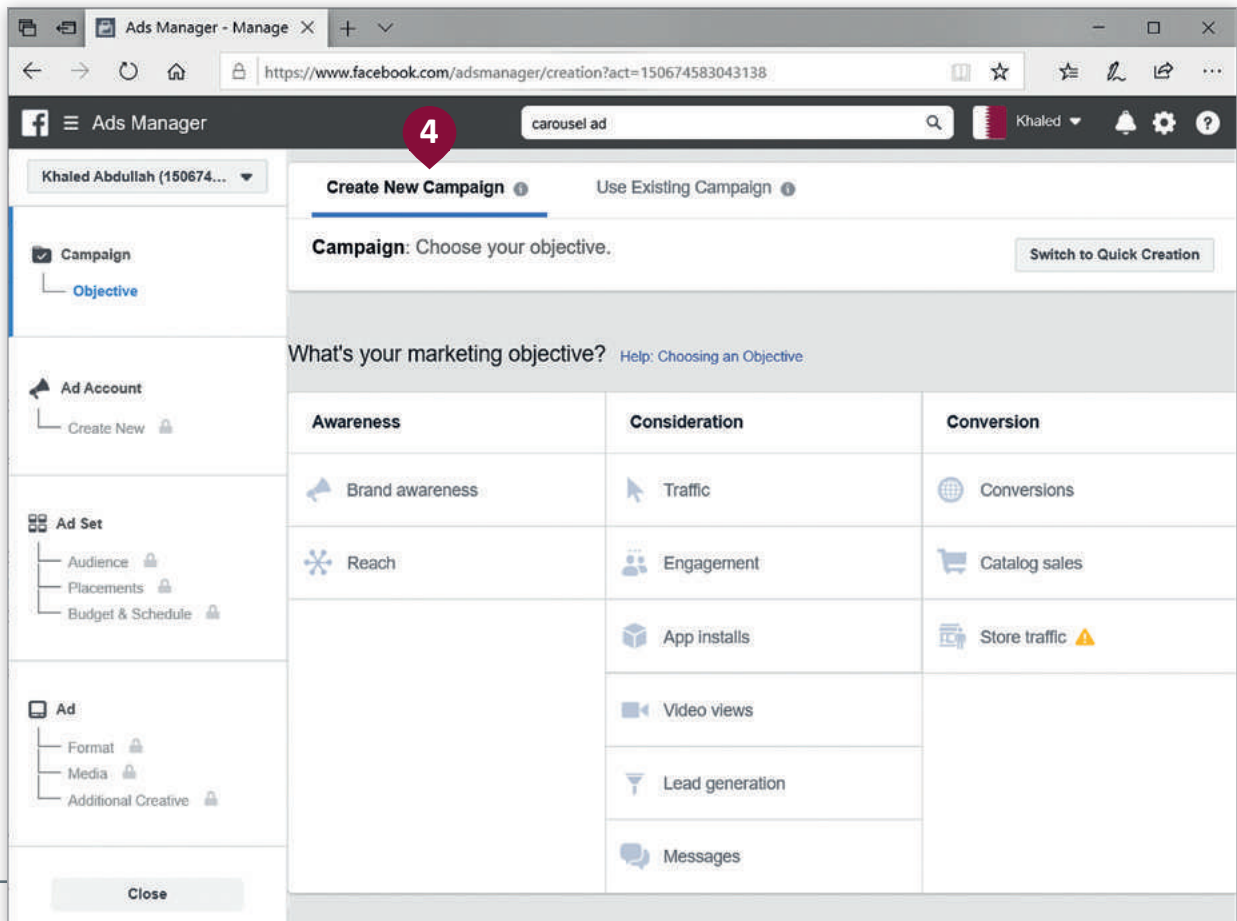 Ads Manager - Manage
https://www.facebook.com/adsmanager/creation?act=150674583043138
f Ads Manager
4
carousel ad
Khaled
Khaled Abdullah (150674...
Create New Campaign
Use Existing Campaign
Campaign: Choose your objective.
Switch to Quick Creation
Campaign
Objective
What's your marketing objective? Help: Choosing an Objective
Ad Account
Create New
Awareness
Consideration
Conversion
Brand awareness
Traffic
Conversions
Ad Set
Audience
Placements
Budget & Schedule
Reach
Engagement
Catalog sales
App installs
Store traffic
Ad
Format
Media
Additional Creative
Video views
Lead generation
Messages
Close